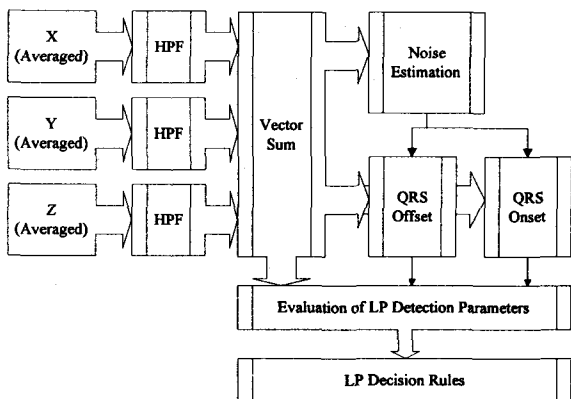 X
(Averaged)
HPF
Y
(Averaged)
HPF
Z
(Averaged)
HPF
Vector
Sum
Noise
Estimation
QRS
Offset
QRS
Onset
Evaluation of LP Detection Parameters
LP Decision Rules